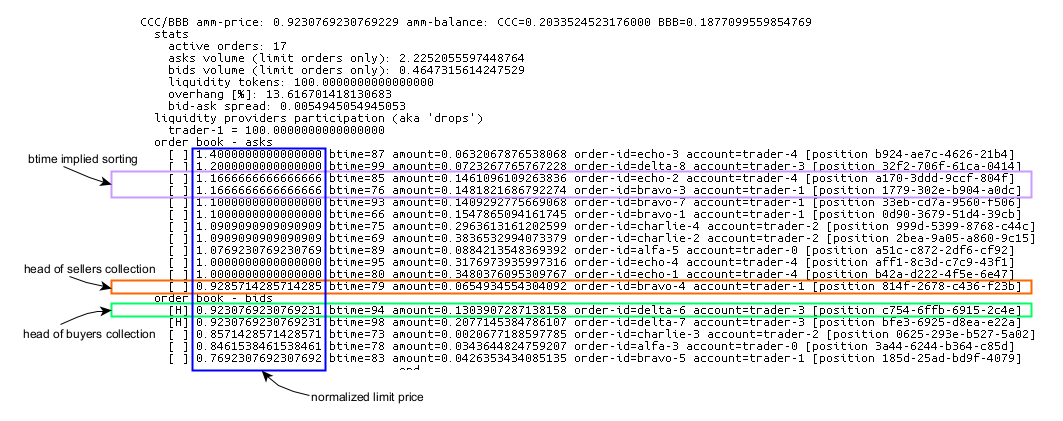 CCC/BBB amm-price: 0.9230769230769229 amm-balance: CCC=0.2033524523176000 BBB=0.1877099559854769
stats
active orders: 17
asks volume (limit orders only): 2.2252055597448764
bids volume (limit orders only): 0.4647315614247529
liquidity tokens: 100.0000000000000000
overhang [%]: 13.616701418130683
bid-ask spread: 0.0054945054945053
liquidity providers participation (aka 'drops')
trader-1 = 100.0000000000000000
order book - asks
[ ] 1.4000000000000000 btime=87 amount=0.0632067876538068 order-id=echo-3 account=trader-4 [position b924-ae7c-4626-21b4]
btime implied sorting
[ ] 1.2000000000000000 btime=99 amount=0.0723267765767228 order-id=delta-8 account=trader-3 [position 32f2-706f-61ca-0414]
[ ] 1.1666666666666666 btime=85 amount=0.1461096109263836 order-id=echo-2 account=trader-4 [position a170-3ddd-9ccf-804f]
[ ] 1.1666666666666666 btime=76 amount=0.1481821686792274 order-id=bravo-3 account=trader-1 [position 1779-302e-b904-a0dc]
[ ] 1.1000000000000000 btime=93 amount=0.1409292775669068 order-id=bravo-7 account=trader-1 [position 33eb-cd7a-9560-f506]
[ ] 1.1000000000000000 btime=66 amount=0.1547865094161745 order-id=bravo-1 account=trader-1 [position 0d90-3679-51d4-39cb]
[ ] 1.0909090909090909 btime=75 amount=0.2963613161202599 order-id=charlie-4 account=trader-2 [position 999d-5399-8768-c44c]
[ ] 1.0909090909090909 btime=69 amount=0.3836532994073379 order-id=charlie-2 account=trader-2 [position 2bea-9a05-a860-9c15]
[ ] 1.0769230769230769 btime=89 amount=0.0884213548369392 order-id=alfa-5 account=trader-0 [position a51c-c872-2df6-cf92]
[ ] 1.0000000000000000 btime=95 amount=0.3176973935997316 order-id=echo-4 account=trader-4 [position aff1-8c3d-c7c9-43f1]
head of sellers collection
[ ] 1.0000000000000000 btime=80 amount=0.3480376095309767 order-id=echo-1 account=trader-4 [position b42a-d222-4f5e-6e47]
[ ] 0.9285714285714285 btime=79 amount=0.0654934554304092 order-id=bravo-4 account=trader-1 [position 814f-2678-c436-f23b]
order book - bids
[H] 0.9230769230769231 btime=94 amount=0.1303907287138158 order-id=delta-6 account=trader-3 [position c754-6ffb-6915-2c4e]
[H] 0.9230769230769231 btime=98 amount=0.2077145384786107 order-id=delta-7 account=trader-3 [position bfe3-6925-d8ea-e22a]
head of buyers collection
[ ] 0.8571428571428571 btime=73 amount=0.0020677188597785 order-id=charlie-3 account=trader-2 [position 0625-293e-b527-5a02]
[ ] 0.8461538461538461 btime=78 amount=0.0343644824759207 order-id=alfa-3 account=trader-0 [position 3a44-6244-b364-c85d]
[ ] 0.7692307692307692 btime=83 amount=0.0426353434085135 order-id=bravo-5 account=trader-1 [position 185d-25ad-bd9f-4079]
normalized limit price